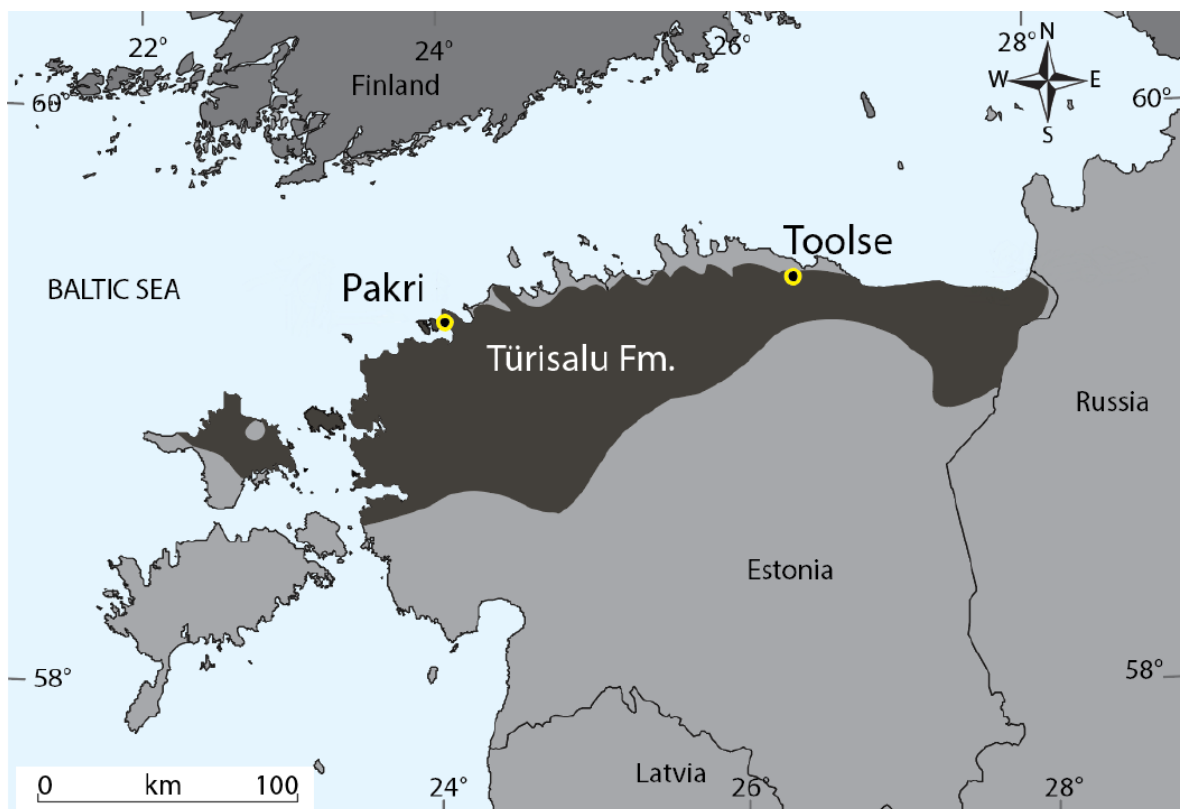 22°
24°
26°
28°
N
W E
S
Finland
60°
60°
Toolse
Pakri
BALTIC SEA
Türisalu Fm.
Russia
Estonia
58°
58°
Latvia
0 km 100
24°
26°
28°